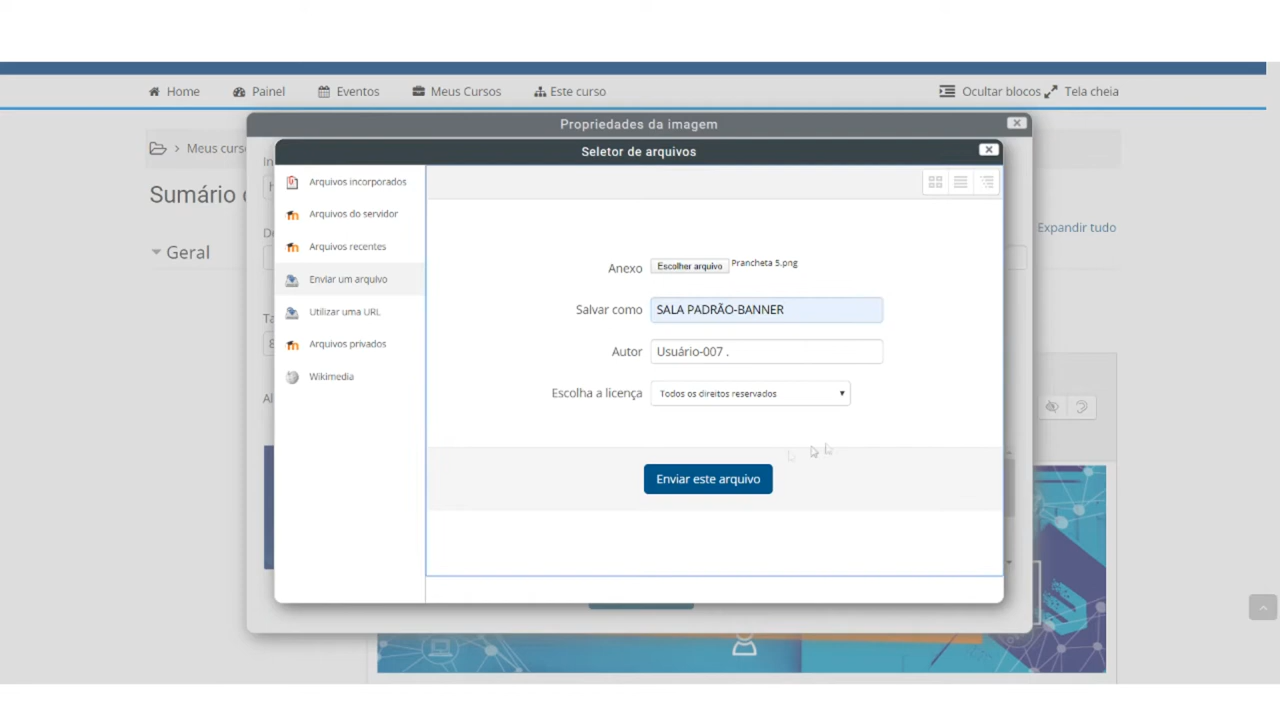 Home Painel Eventos Meus Cursos Este curso Ocultar blocos Tela cheia
Propriedades da imagem
Seletor de arquivos
> Meus curs
Sumário
Geral
Expandir tudo
Arquivos incorporados
Arquivos do servidor
Arquivos recentes
Enviar um arquivo
Utilizar uma URL
Arquivos privados
Wikimedia
Anexo Escolher arquivo Prancheta 5.png
Salvar como SALA PADRÃO-BANNER
Autor Usuário-007 .
Escolha a licença Todos os direitos reservados
Enviar este arquivo